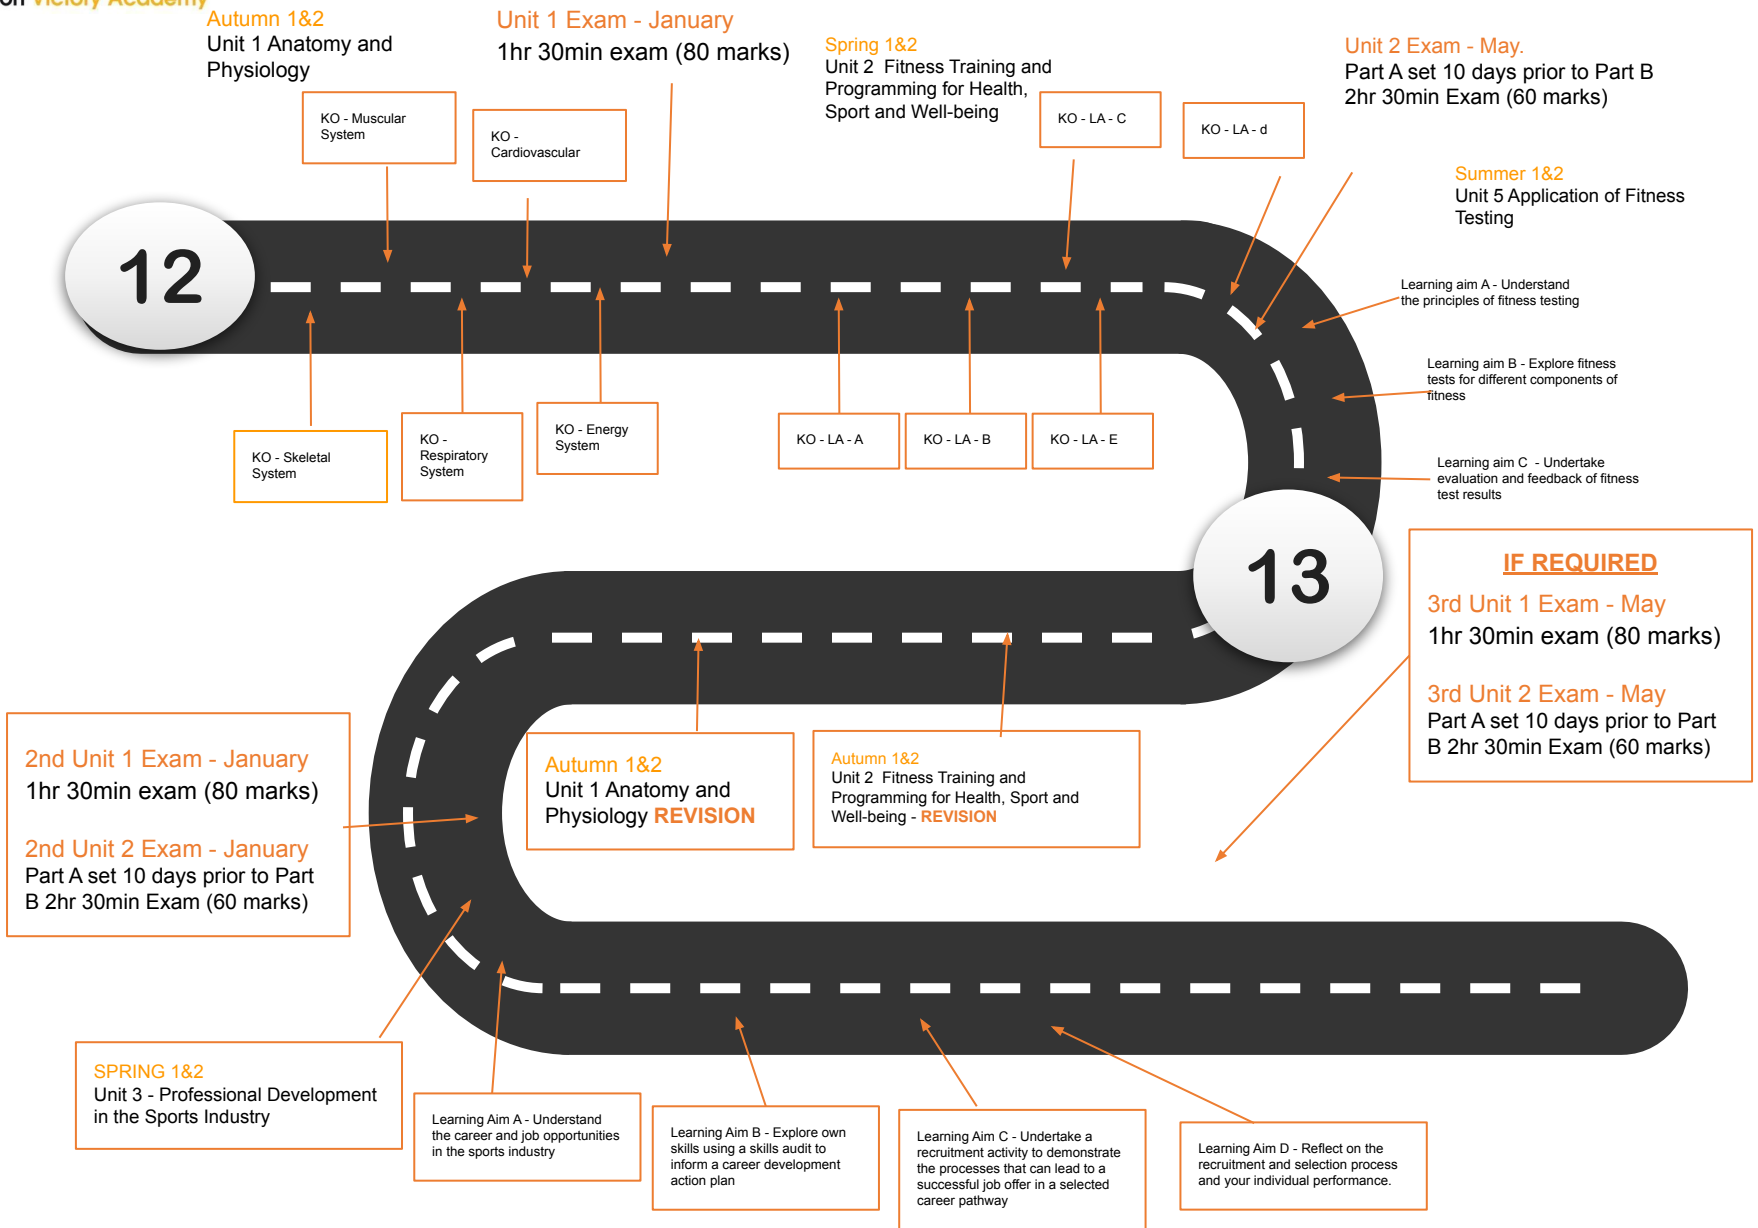 on Victory Academy
Autumn 1&2
Unit 1 Anatomy and
Physiology
Unit 1 Exam - January
1hr 30min exam (80 marks)
Spring 1&2
Unit 2 Fitness Training and
Programming for Health,
Sport and Well-being
Unit 2 Exam - May.
Part A set 10 days prior to Part B
2hr 30min Exam (60 marks)
KO - Muscular
System
KO -
Cardiovascular
KO - LA - C
KO - LA - d
Summer 1&2
Unit 5 Application of Fitness
Testing
12
Learning aim A - Understand
the principles of fitness testing
Learning aim B - Explore fitness
tests for different components of
fitness
Learning aim C - Undertake
evaluation and feedback of fitness
test results
KO - Skeletal
System
KO -
Respiratory
System
KO - Energy
System
KO - LA - A
KO - LA - B
KO - LA - E
13
IF REQUIRED
3rd Unit 1 Exam - May
1hr 30min exam (80 marks)
3rd Unit 2 Exam - May
Part A set 10 days prior to Part
B 2hr 30min Exam (60 marks)
2nd Unit 1 Exam - January
1hr 30min exam (80 marks)
2nd Unit 2 Exam - January
Part A set 10 days prior to Part
B 2hr 30min Exam (60 marks)
Autumn 1&2
Unit 1 Anatomy and
Physiology REVISION
Autumn 1&2
Unit 2 Fitness Training and
Programming for Health, Sport and
Well-being - REVISION
SPRING 1&2
Unit 3 - Professional Development
in the Sports Industry
Learning Aim A - Understand
the career and job opportunities
in the sports industry
Learning Aim B - Explore own
skills using a skills audit to
inform a career development
action plan
Learning Aim C - Undertake a
recruitment activity to demonstrate
the processes that can lead to a
successful job offer in a selected
career pathway
Learning Aim D - Reflect on the
recruitment and selection process
and your individual performance.